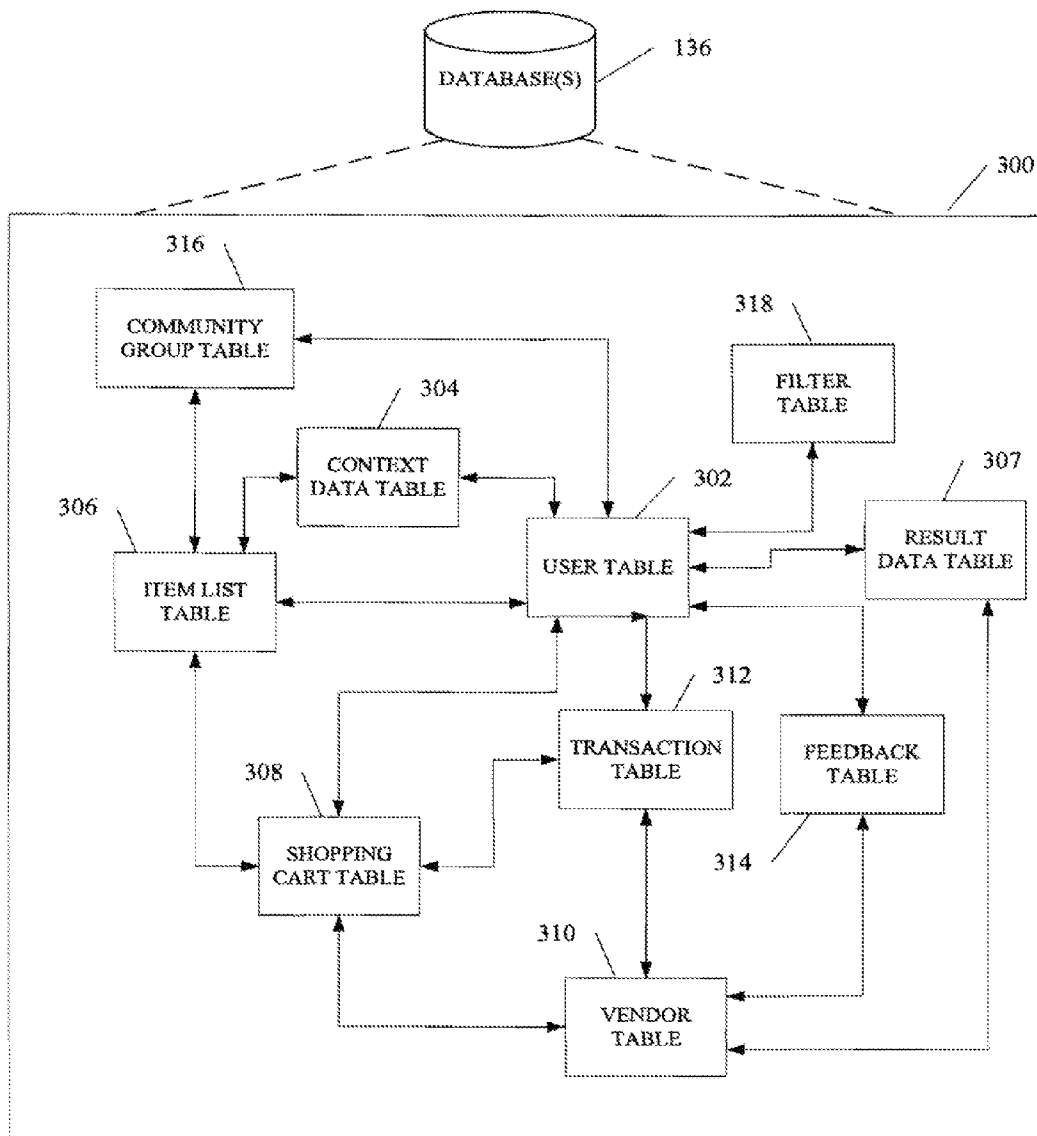 DATABASE(S)
136
300
316
COMMUNITY
GROUP TABLE
318
FILTER
TABLE
304
CONTEXT
DATA TABLE
302
USER TABLE
307
RESULT
DATA TABLE
306
ITEM LIST
TABLE
312
TRANSACTION
TABLE
FEEDBACK
TABLE
314
308
SHOPPING
CART TABLE
310
VENDOR
TABLE